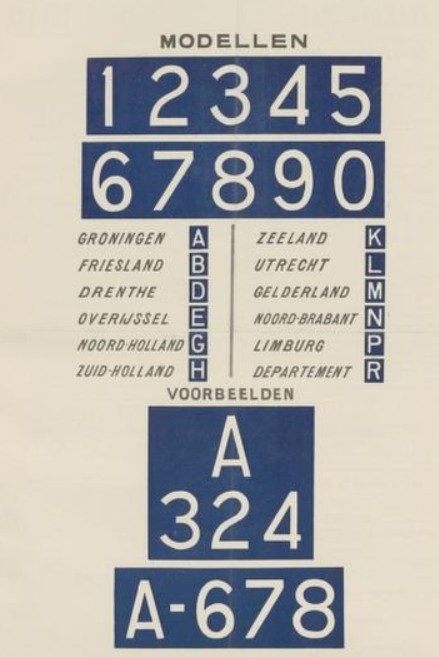 MODELLEN
12345
67890
GRONINGEN A
FRIESLAND B
DRENTHE D
OVERIJSSEL E
NOORD-HOLLAND G
ZUID-HOLLAND H
ZEELAND K
UTRECHT L
GELDERLAND M
NOORD-BRABANT N
LIMBURG P
DEPARTEMENT R
VOORBEELDEN
A
324
A-678